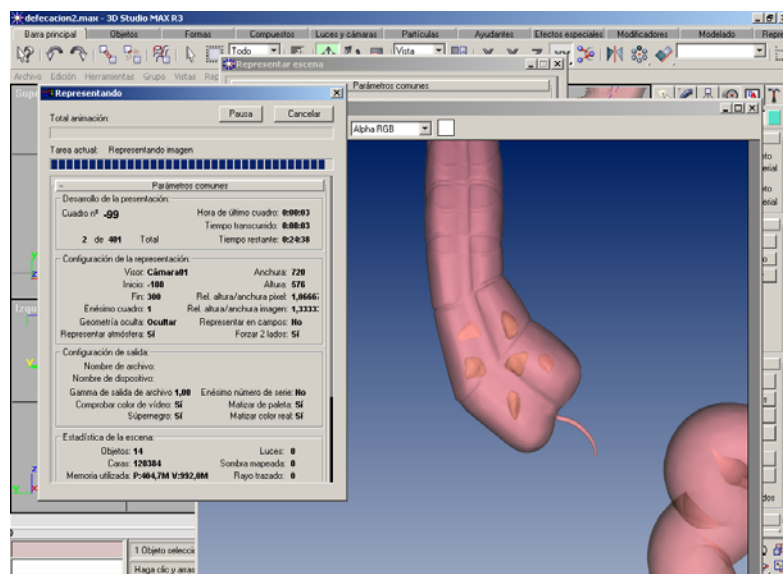 defecacion2.max - 3D Studio MAX R3
Barra principal Objetos Formas Compuestos Luces y cámaras Partículas Ayudantes Efectos especiales Modificadores Modelado
Todo Vista
Archivo Edición Herramientas Grupo Vistas
Representar escena
Parámetros comunes
Representando
Total animación:
Pausa Cancelar
Alpha RGB
Tarea actual: Representando imagen
Parámetros comunes
Desarrollo de la presentación:
Cuadro nº -99 Hora de último cuadro: 0:00:03
Tiempo transcurrido: 0:00:03
2 de 401 Total Tiempo restante: 0:24:38
Configuración de la representación:
Visor: Cámara01 Anchura: 720
Inicio: -100 Altura: 576
Fin: 300 Rel. altura/anchura pixel: 1,0666
Enésimo cuadro: 1 Rel. altura/anchura imagen: 1,3333
Geometría oculta: Ocultar Representar en campos: No
Representar atmósfera: Sí Forzar 2 lados: Sí
Configuración de salida:
Nombre de archivo:
Nombre de dispositivo:
Gamma de salida de archivo 1,00 Enésimo número de serie: No
Comprobar color de vídeo: Sí Matizar de paleta: Sí
Súpernegro: Sí Matizar color real: Sí
Estadística de la escena:
Objetos: 14 Luces: 0
Caras: 120384 Sombra mapeada: 0
Memoria utilizada: P:404,7M V:992,0M Rayo trazado: 0
1 Objeto selecci
Haga clic y arras